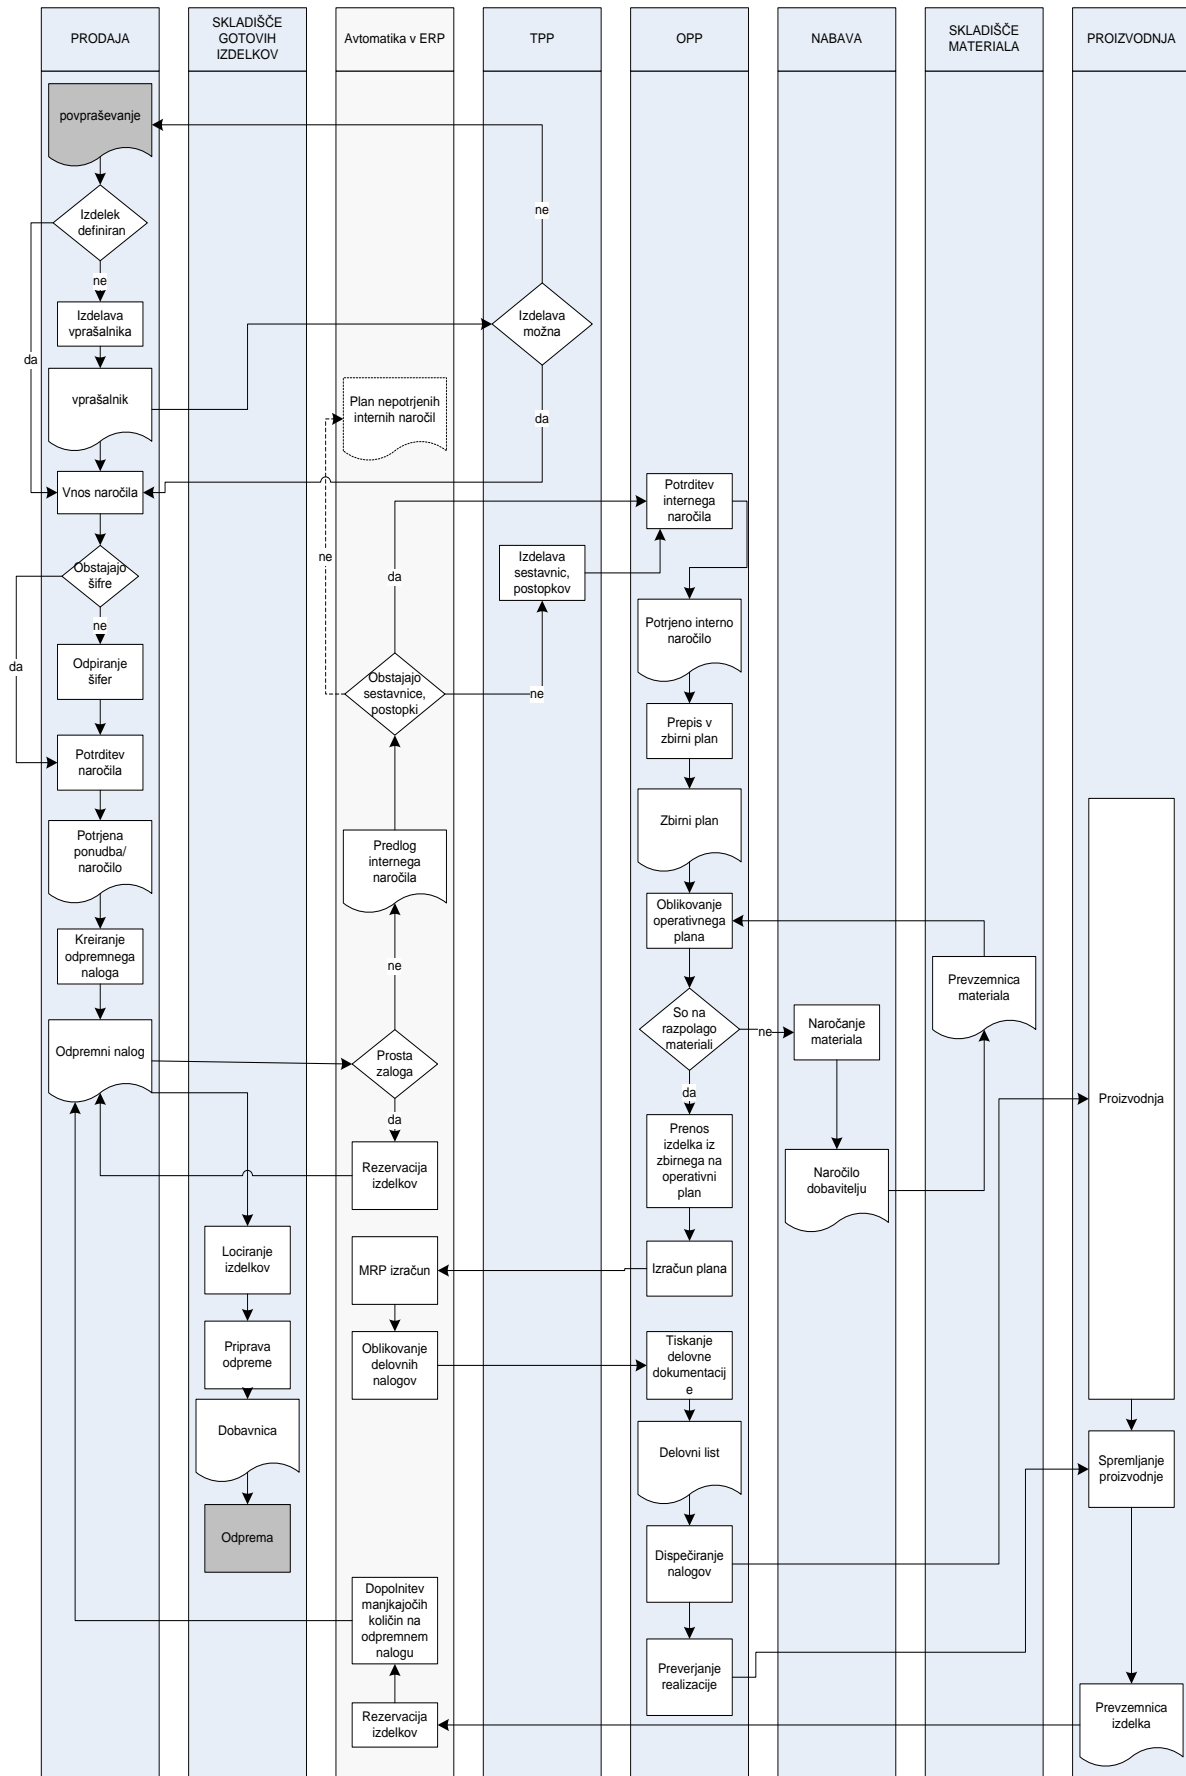 PRODAJA
SKLADIŠČE
GOTOVIH
IZDELKOV
Avtomatika v ERP
TPP
OPP
NABAVA
SKLADIŠČE
MATERIALA
PROIZVODNJA
povpraševanje
Izdelek
definiran
ne
da
Izdelava
vprašalnika
vprašalnik
Vnos naročila
Obstajajo
šifre
ne
da
Odpiranje
šifer
Potrditev
naročila
Potrjena
ponudba/
naročilo
Kreiranje
odpremnega
naloga
Odpremni nalog
Lociranje
izdelkov
Priprava
odpreme
Dobavnica
Odprema
Plan nepotrjenih
internih naročil
ne
da
Obstajajo
sestavnice,
postopki
ne
Predlog
internega
naročila
ne
Prosta
zaloga
da
Rezervacija
izdelkov
MRP izračun
Oblikovanje
delovnih
nalogov
Dopolnitev
manjkajočih
količin na
odpremnem
nalogu
Rezervacija
izdelkov
ne
Izdelava
možna
da
Izdelava
sestavnic,
postopkov
Potrditev
internega
naročila
Potrjeno interno
naročilo
Prepis v
zbirni plan
Zbirni plan
Oblikovanje
operativnega
plana
So na
razpolago
materiali
ne
da
Prenos
izdelka iz
zbirnega na
operativni
plan
Izračun plana
Tiskanje
delovne
dokumentacij
e
Delovni list
Dispečiranje
nalogov
Preverjanje
realizacije
Naročanje
materiala
Naročilo
dobavitelju
Prevzemnica
materiala
Proizvodnja
Spremljanje
proizvodnje
Prevzemnica
izdelka